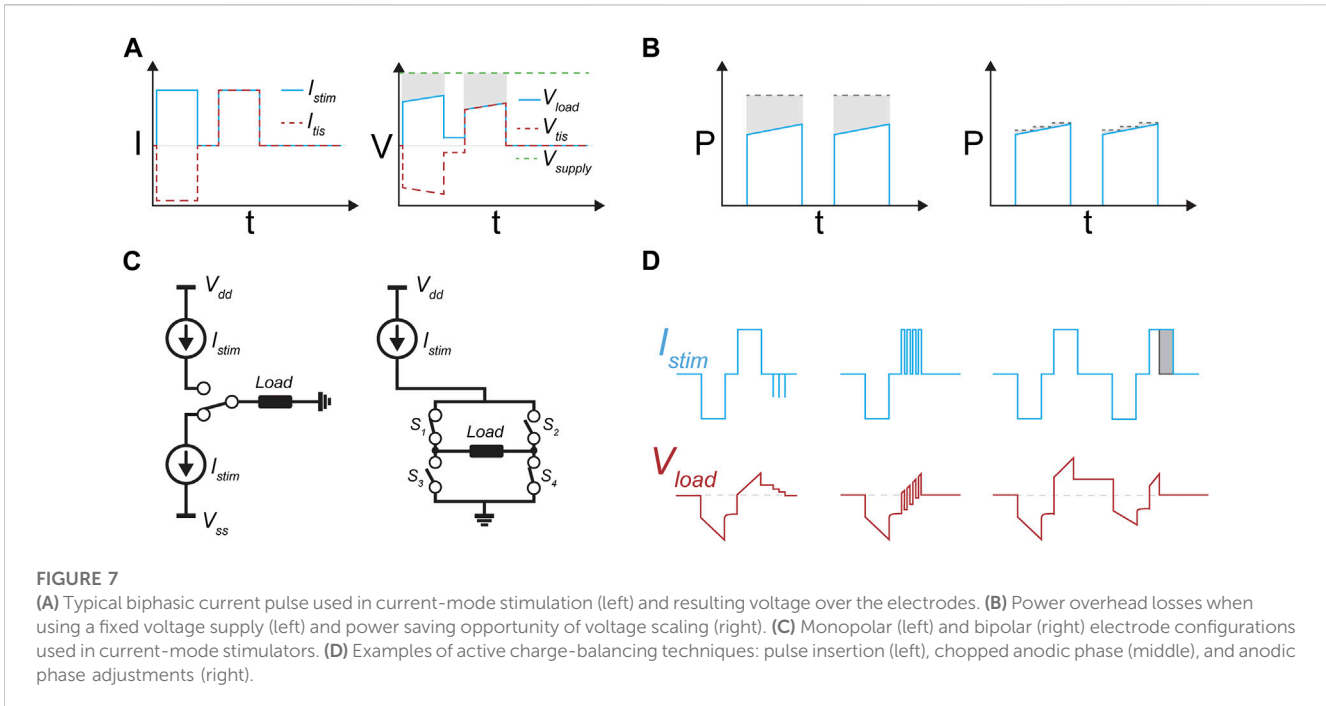 A
I
t
I_stim
I_tis
V
t
V_load
V_tis
V_supply
B
P
t
P
t
C
V_dd
I_stim
Load
I_stim
V_ss
V_dd
I_stim
S_1
Load
S_2
S_3
S_4
D
I_stim
V_load
FIGURE 7
(A) Typical biphasic current pulse used in current-mode stimulation (left) and resulting voltage over the electrodes. (B) Power overhead losses when
using a fixed voltage supply (left) and power saving opportunity of voltage scaling (right). (C) Monopolar (left) and bipolar (right) electrode configurations
used in current-mode stimulators. (D) Examples of active charge-balancing techniques: pulse insertion (left), chopped anodic phase (middle), and anodic
phase adjustments (right).